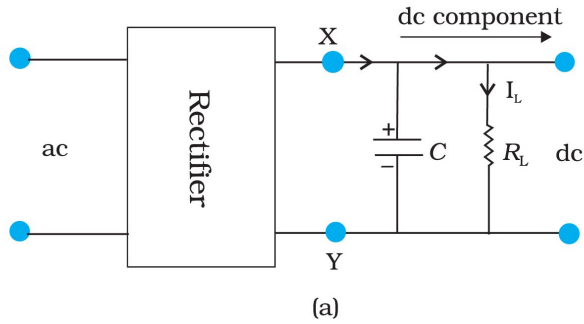 dc component
X
I_L
ac
Rectifier
+
−
C
R_L
dc
Y
(a)